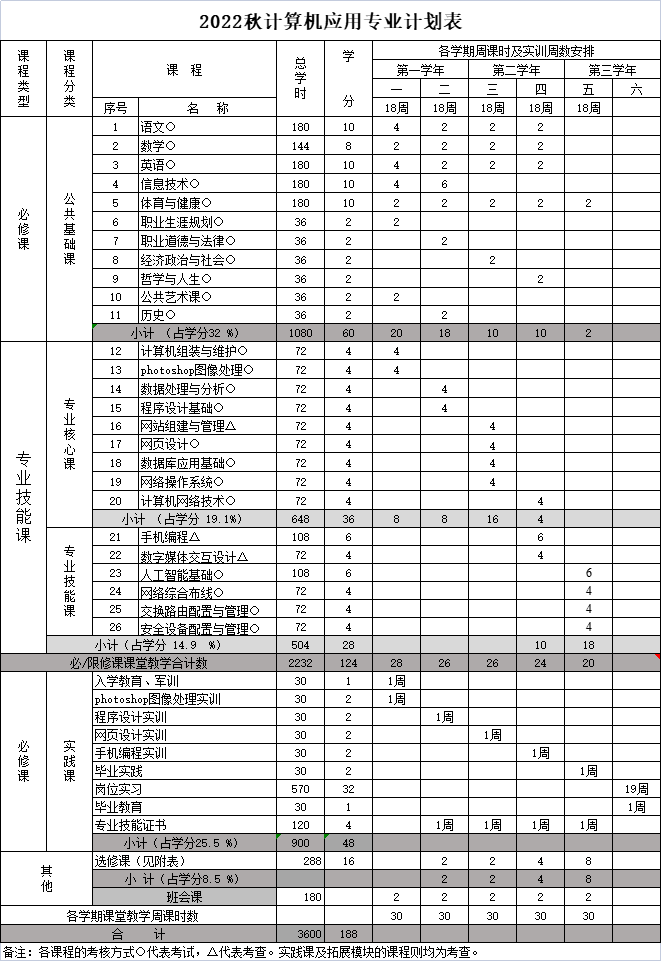 2022秋计算机应用专业计划表
课程类型 课程分类 课 程 总学时 学分 各学期周课时及实训周数安排
第一学年 第二学年 第三学年
一 二 三 四 五 六
序号 名 称 18周 18周 18周 18周 18周
必修课 公共基础课
1 语文○ 180 10 4 2 2 2
2 数学○ 144 8 2 2 2 2
3 英语○ 180 10 4 2 2 2
4 信息技术○ 180 10 4 6
5 体育与健康○ 180 10 2 2 2 2 2
6 职业生涯规划○ 36 2 2
7 职业道德与法律○ 36 2 2
8 经济政治与社会○ 36 2 2
9 哲学与人生○ 36 2 2
10 公共艺术课○ 36 2 2
11 历史○ 36 2 2
小计 （占学分32 %） 1080 60 20 18 10 10 2
专业技能课 专业核心课
12 计算机组装与维护○ 72 4 4
13 photoshop图像处理○ 72 4 4
14 数据处理与分析○ 72 4 4
15 程序设计基础○ 72 4 4
16 网站组建与管理△ 72 4 4
17 网页设计○ 72 4 4
18 数据库应用基础○ 72 4 4
19 网络操作系统○ 72 4 4
20 计算机网络技术○ 72 4 4
小计 （占学分 19.1%） 648 36 8 8 16 4
专业技能课
21 手机编程△ 108 6 6
22 数字媒体交互设计△ 72 4 4
23 人工智能基础○ 108 6 6
24 网络综合布线○ 72 4 4
25 交换路由配置与管理○ 72 4 4
26 安全设备配置与管理○ 72 4 4
小计（占学分 14.9 %） 504 28 10 18
必/限修课课堂教学合计数 2232 124 28 26 26 24 20
必修课 实践课
入学教育、军训 30 1 1周
photoshop图像处理实训 30 2 1周
程序设计实训 30 2 1周
网页设计实训 30 2 1周
手机编程实训 30 2 1周
毕业实践 30 2 1周
岗位实习 570 32 19周
毕业教育 30 1 1周
专业技能证书 120 4 1周 1周 1周 1周
小计（占学分25.5 %） 900 48
其他
选修课（见附表） 288 16 2 2 4 8
小 计（占学分8.5 %） 2 2 4 8
班会课 180 2 2 2 2 2
各学期课堂教学周课时数 30 30 30 30 30
合 计 3600 188
备注：各课程的考核方式○代表考试，△代表考查。实践课及拓展模块的课程则均为考查。